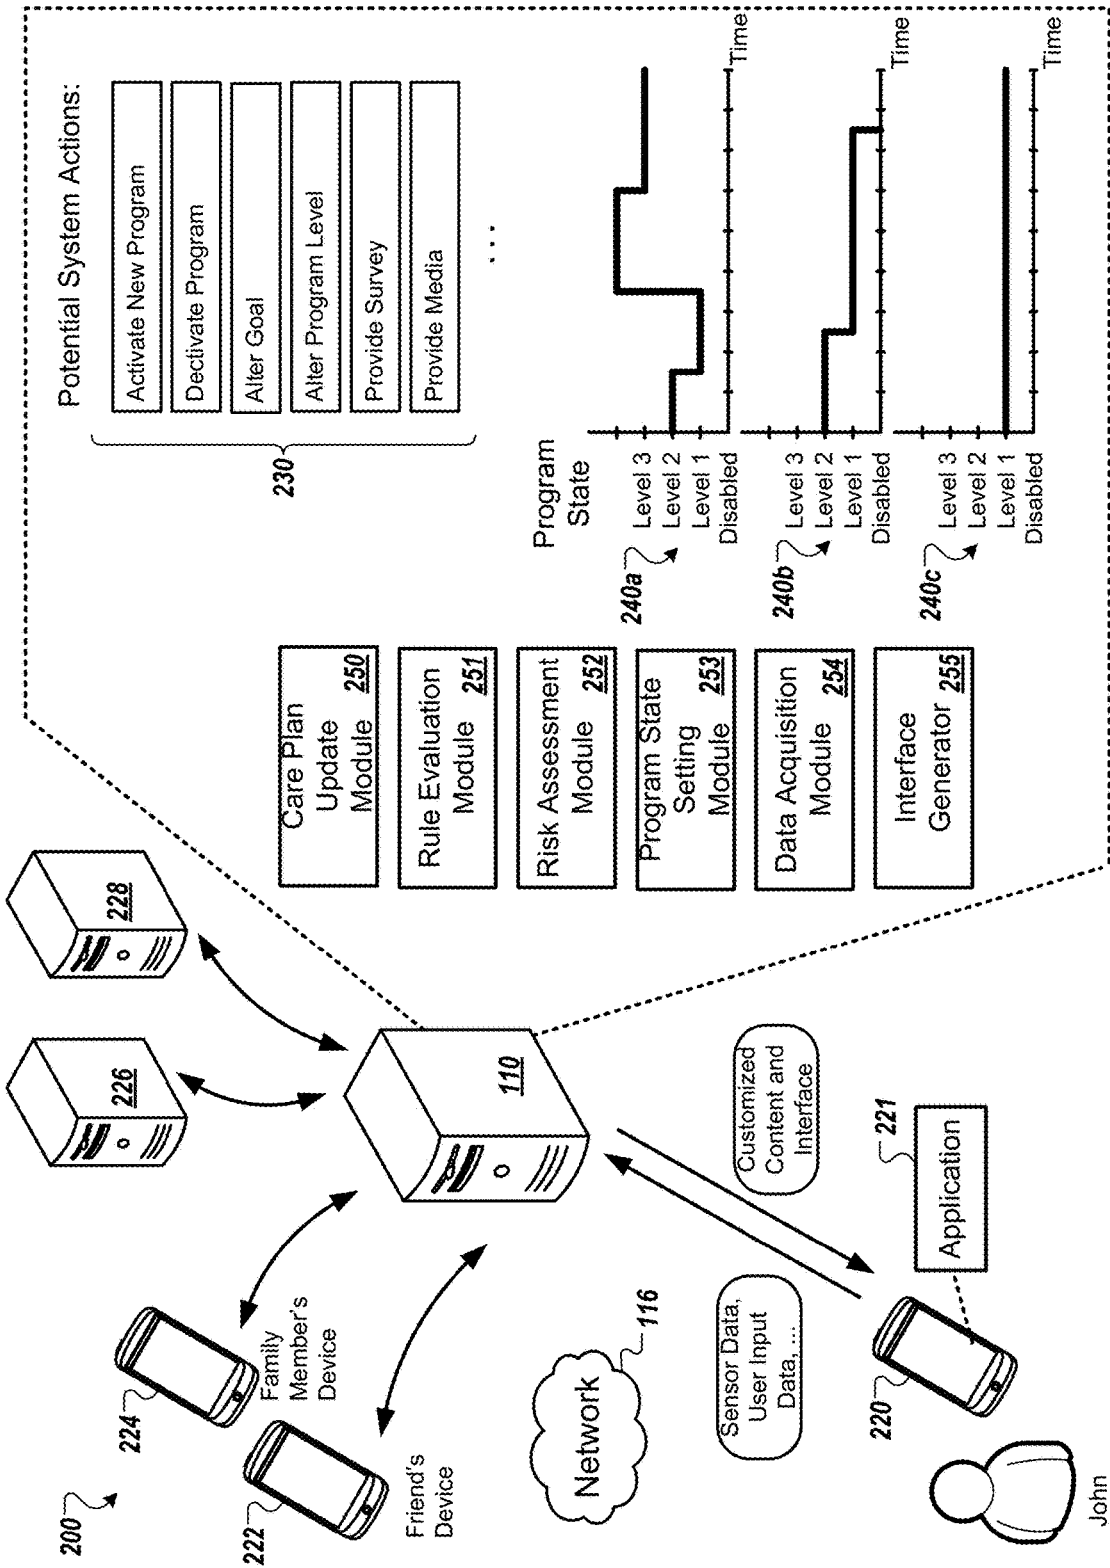 200
224
222
Family
Member's
Device
Friend's
Device
226
228
110
Network
116
Sensor Data,
User Input
Data, ...
Customized
Content and
Interface
220
221
Application
John
Care Plan
Update
Module
250
Rule Evaluation
Module
251
Risk Assessment
Module
252
Program State
Setting
Module
253
Data Acquisition
Module
254
Interface
Generator
255
Potential System Actions:
Activate New Program
Dectivate Program
Alter Goal
Alter Program Level
Provide Survey
Provide Media
...
230
Program
State
240a
Level 3
Level 2
Level 1
Disabled
Time
240b
Level 3
Level 2
Level 1
Disabled
Time
240c
Level 3
Level 2
Level 1
Disabled
Time